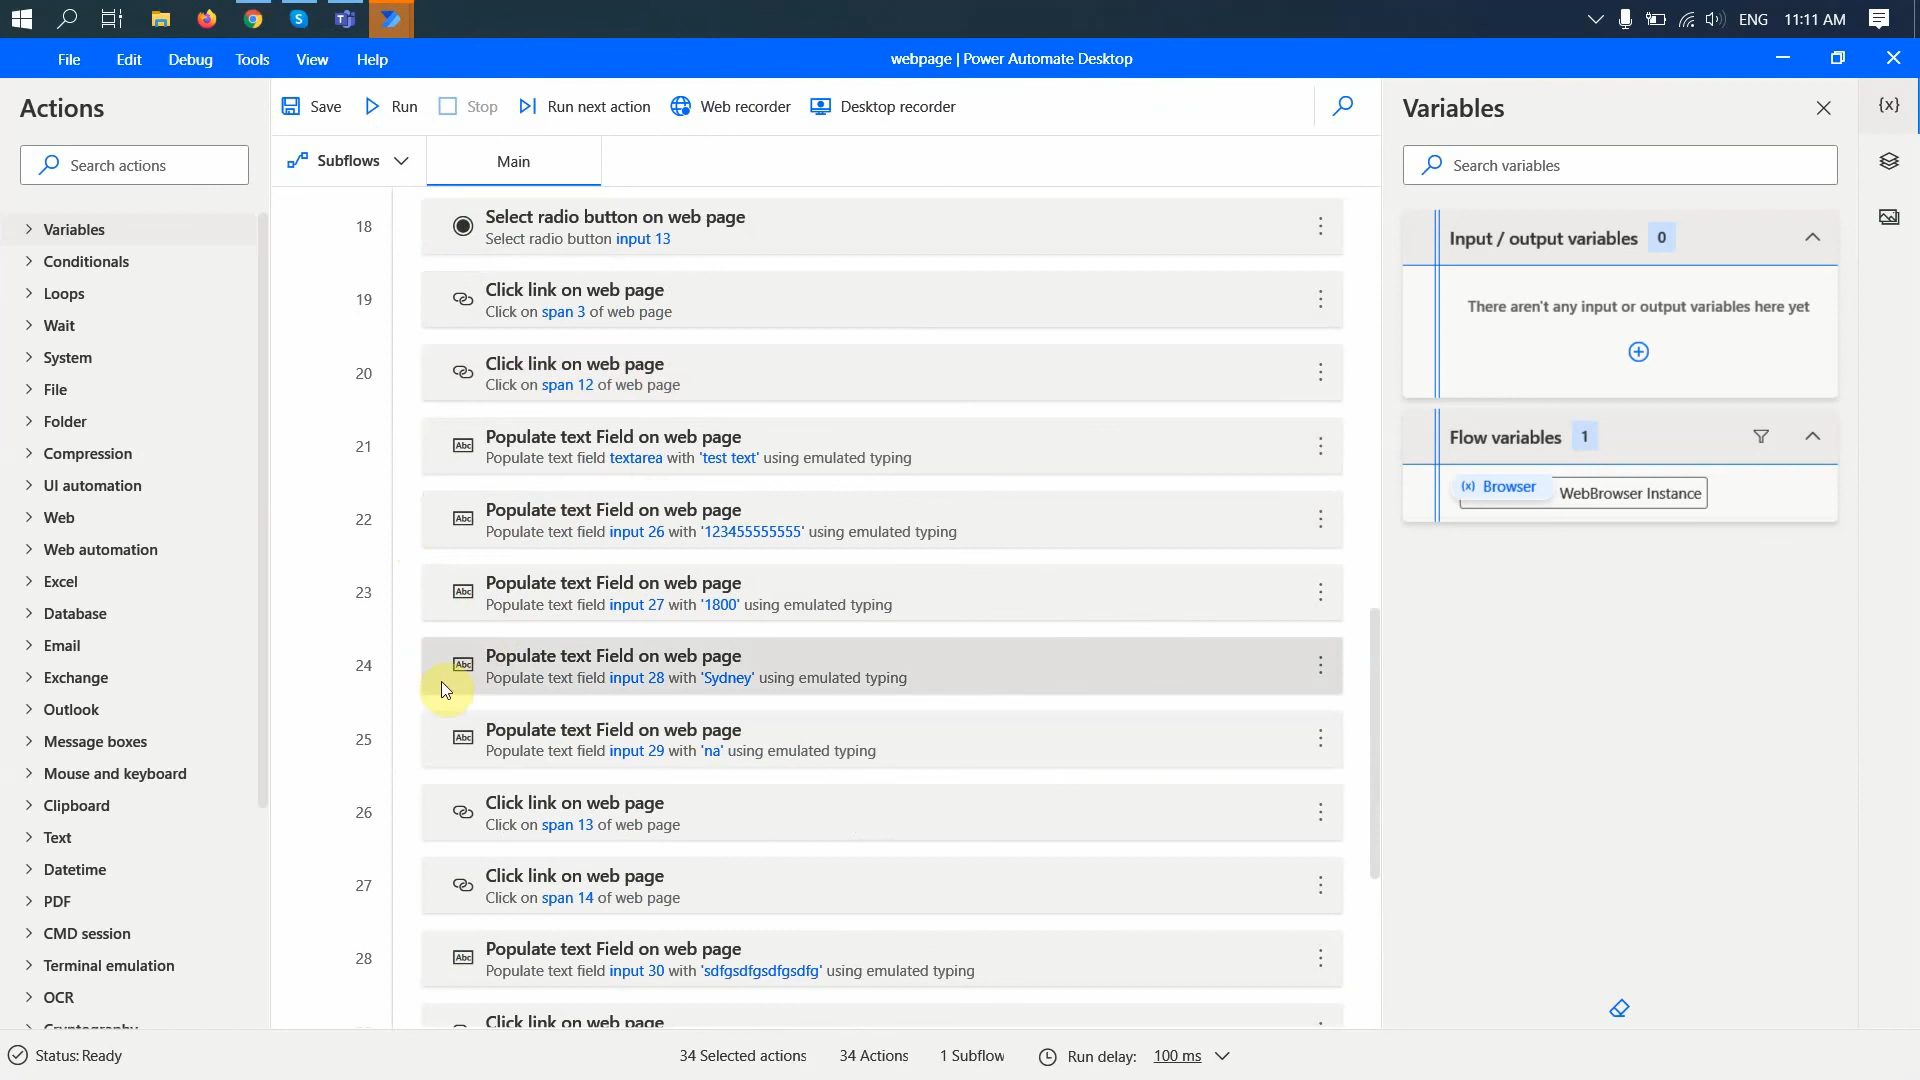 ENG 11:11 AM
File Edit Debug Tools View Help
webpage | Power Automate Desktop
Actions
Search actions
Variables
Conditionals
Loops
Wait
System
File
Folder
Compression
UI automation
Web
Web automation
Excel
Database
Email
Exchange
Outlook
Message boxes
Mouse and keyboard
Clipboard
Text
Datetime
PDF
CMD session
Terminal emulation
OCR
Cryptography
Save Run Stop Run next action Web recorder Desktop recorder
Subflows Main
18 Select radio button on web page
Select radio button input 13
19 Click link on web page
Click on span 3 of web page
20 Click link on web page
Click on span 12 of web page
21 Abc Populate text Field on web page
Populate text field textarea with 'test text' using emulated typing
22 Abc Populate text Field on web page
Populate text field input 26 with '123455555555' using emulated typing
23 Abc Populate text Field on web page
Populate text field input 27 with '1800' using emulated typing
24 Abc Populate text Field on web page
Populate text field input 28 with 'Sydney' using emulated typing
25 Abc Populate text Field on web page
Populate text field input 29 with 'na' using emulated typing
26 Click link on web page
Click on span 13 of web page
27 Click link on web page
Click on span 14 of web page
28 Abc Populate text Field on web page
Populate text field input 30 with 'sdfgsdfgsdfgsdfg' using emulated typing
Click link on web page
Variables
{x}
Search variables
Input / output variables 0
There aren't any input or output variables here yet
Flow variables 1
(x) Browser WebBrowser Instance
Status: Ready
34 Selected actions 34 Actions 1 Subflow Run delay: 100 ms